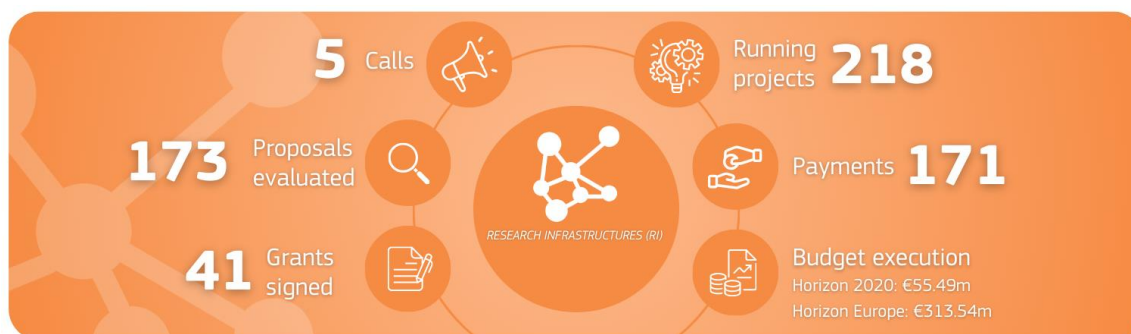 5 Calls
Running
projects 218
173 Proposals
evaluated
Payments 171
RESEARCH INFRASTRUCTURES (RI)
41 Grants
signed
Budget execution
Horizon 2020: €55,49m
Horizon Europe: €313,54m